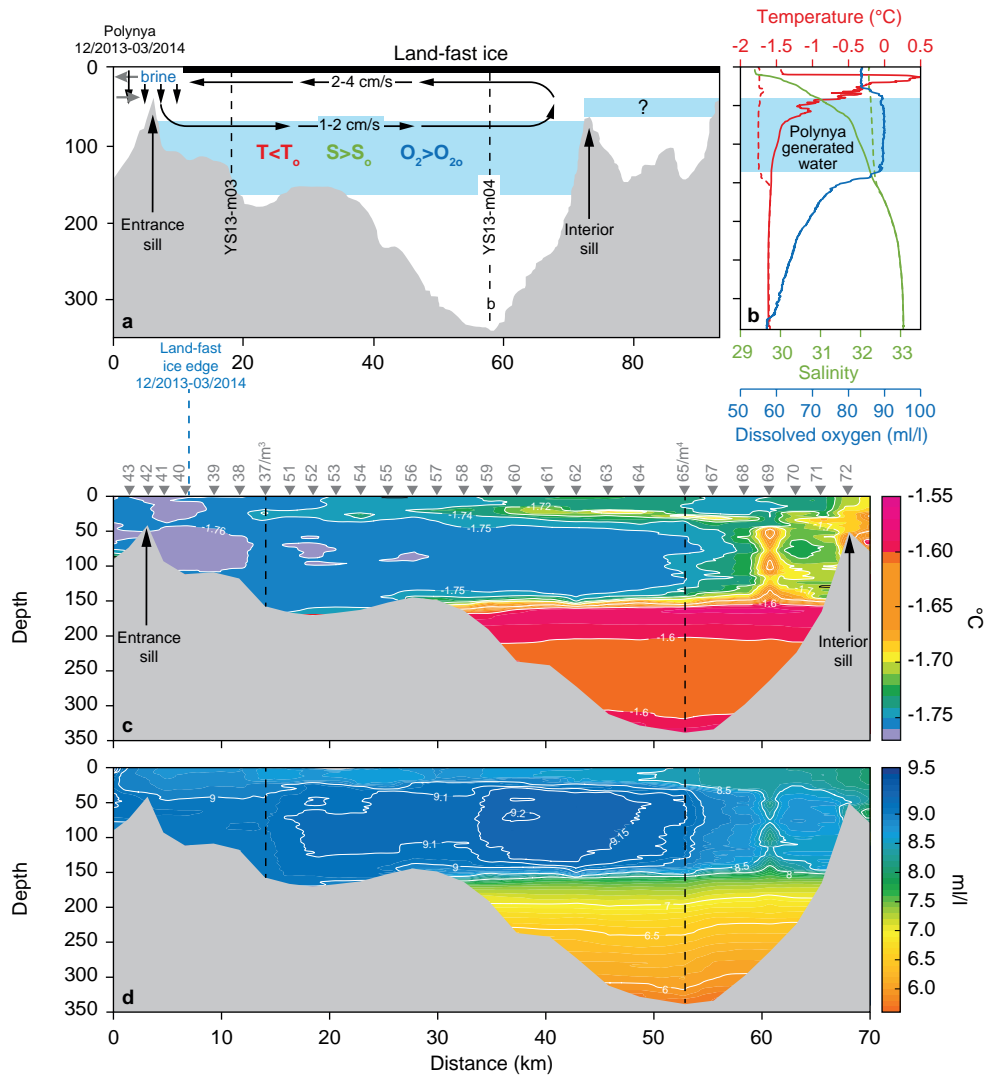 Polynya
12/2013-03/2014
Land-fast ice
brine
2-4 cm/s
1-2 cm/s
?
T<To S>So O2>O2o
YS13-m03
YS13-m04
Entrance
sill
Interior
sill
b
a
0
100
200
300
0 20 40 60 80
Land-fast
ice edge
12/2013-03/2014
Temperature (°C)
-2 -1.5 -1 -0.5 0 0.5
Polynya
generated
water
b
29 30 31 32 33
Salinity
50 60 70 80 90 100
Dissolved oxygen (ml/l)
43 42 41 40 39 38 37/m³ 51 52 53 54 55 56 57 58 59 60 61 62 63 64 65/m⁴ 67 68 69 70 71 72
0
50
100
150
200
250
300
350
Depth
-1.76
-1.74
-1.72
-1.75
-1.7
-1.75
-1.7
-1.6
-1.6
-1.6
Entrance
sill
Interior
sill
c
-1.55
-1.60
-1.65
-1.70
-1.75
°C
0
50
100
150
200
250
300
350
Depth
9
9.1
9.2
9.15
8.5
9.1
9
8.5
8
7
6.5
6
d
9.5
9.0
8.5
8.0
7.5
7.0
6.5
6.0
ml/l
0 10 20 30 40 50 60 70
Distance (km)